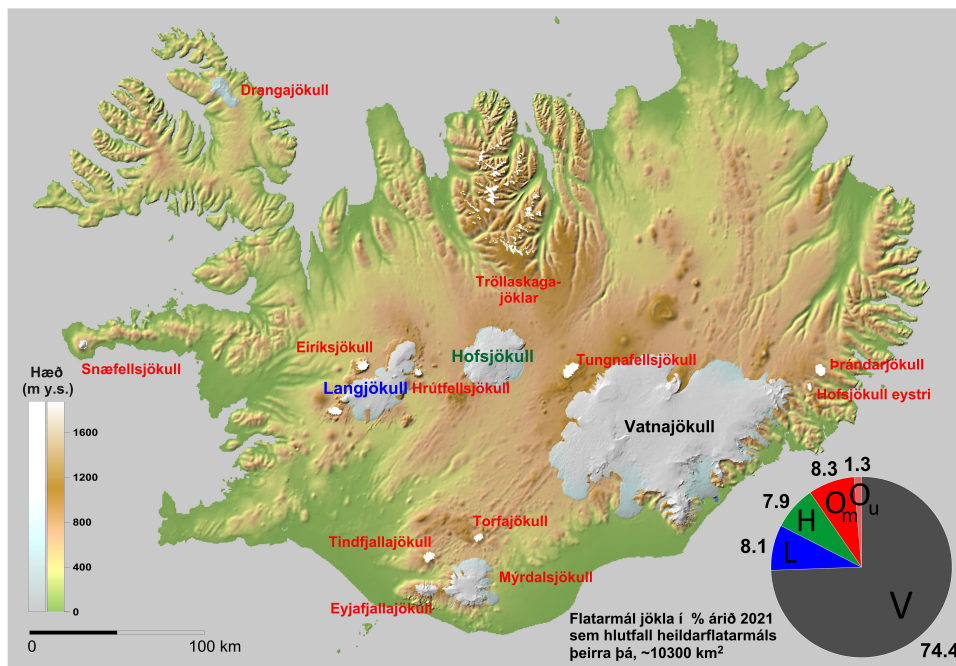 Drangajökull
Tröllaskaga-
jöklar
Snæfellsjökull
Eiríksjökull
Langjökull
Hrútfellsjökull
Hofsjökull
Tungnafellsjökull
Vatnajökull
Þrándarjökull
Hofsjökull eystri
Torfajökull
Tindfjallajökull
Mýrdalsjökull
Eyjafjallajökull
Hæð
(m y.s.)
1600
1200
800
400
0
0
100 km
8.3
1.3
7.9
8.1
74.4
Om
Ou
H
L
V
Flatarmál jökla í % árið 2021
sem hlutfall heildarflatarmáls
þeirra þá, ~10300 km²